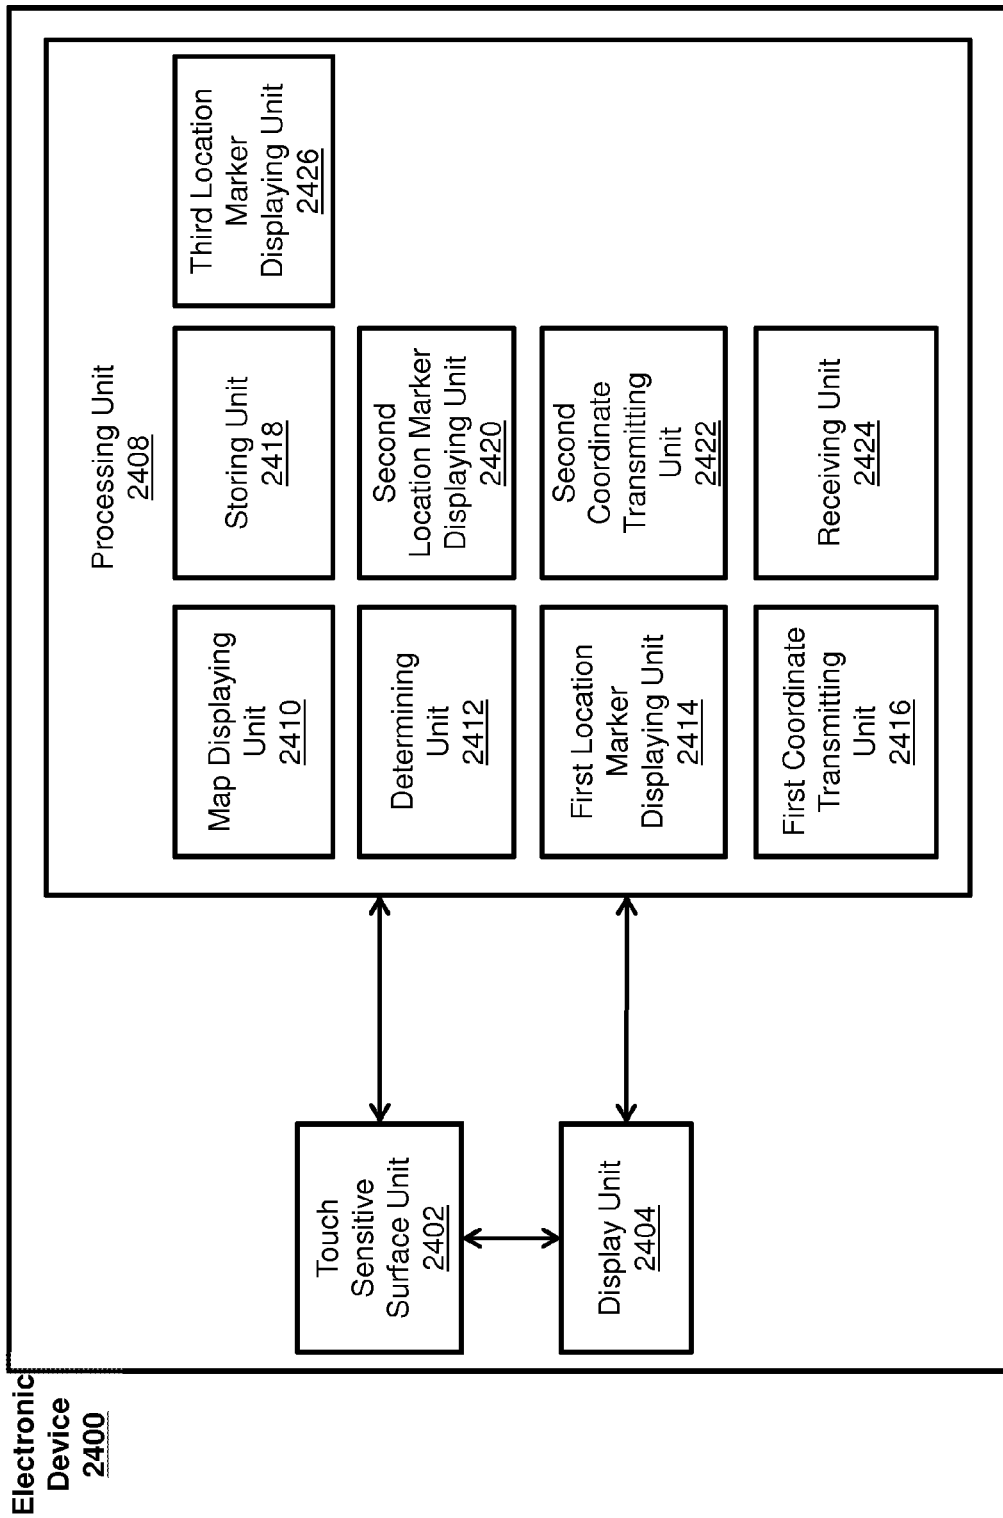 Electronic
Device
2400
Touch
Sensitive
Surface Unit
2402
Display Unit
2404
Processing Unit
2408
Map Displaying
Unit
2410
Determining
Unit
2412
First Location
Marker
Displaying Unit
2414
First Coordinate
Transmitting
Unit
2416
Storing Unit
2418
Second
Location Marker
Displaying Unit
2420
Second
Coordinate
Transmitting
Unit
2422
Receiving Unit
2424
Third Location
Marker
Displaying Unit
2426